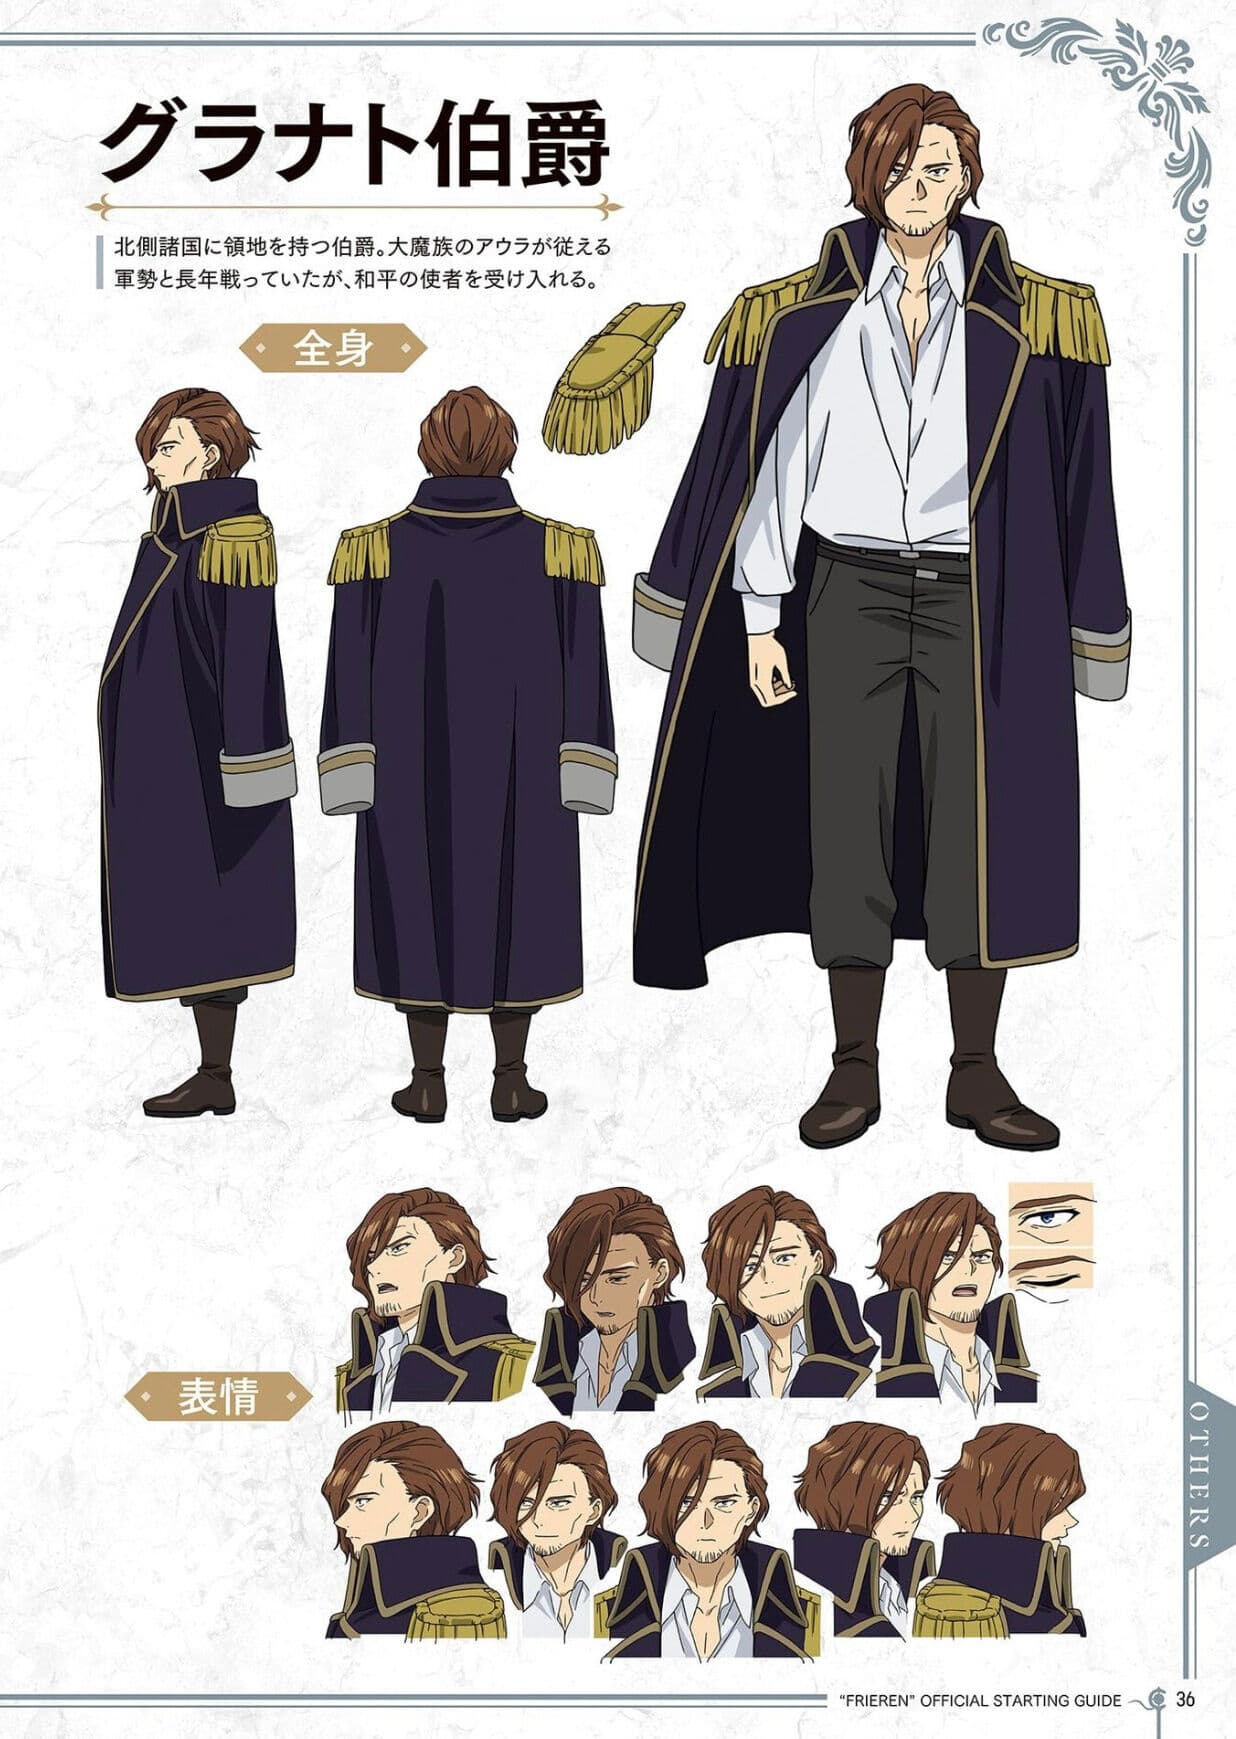 グラナト伯爵
北側諸国に領地を持つ伯爵。大魔族のアウラが従える
軍勢と長年戦っていたが、和平の使者を受け入れる。
全身
表情
OTHERS
“FRIEREN” OFFICIAL STARTING GUIDE 36